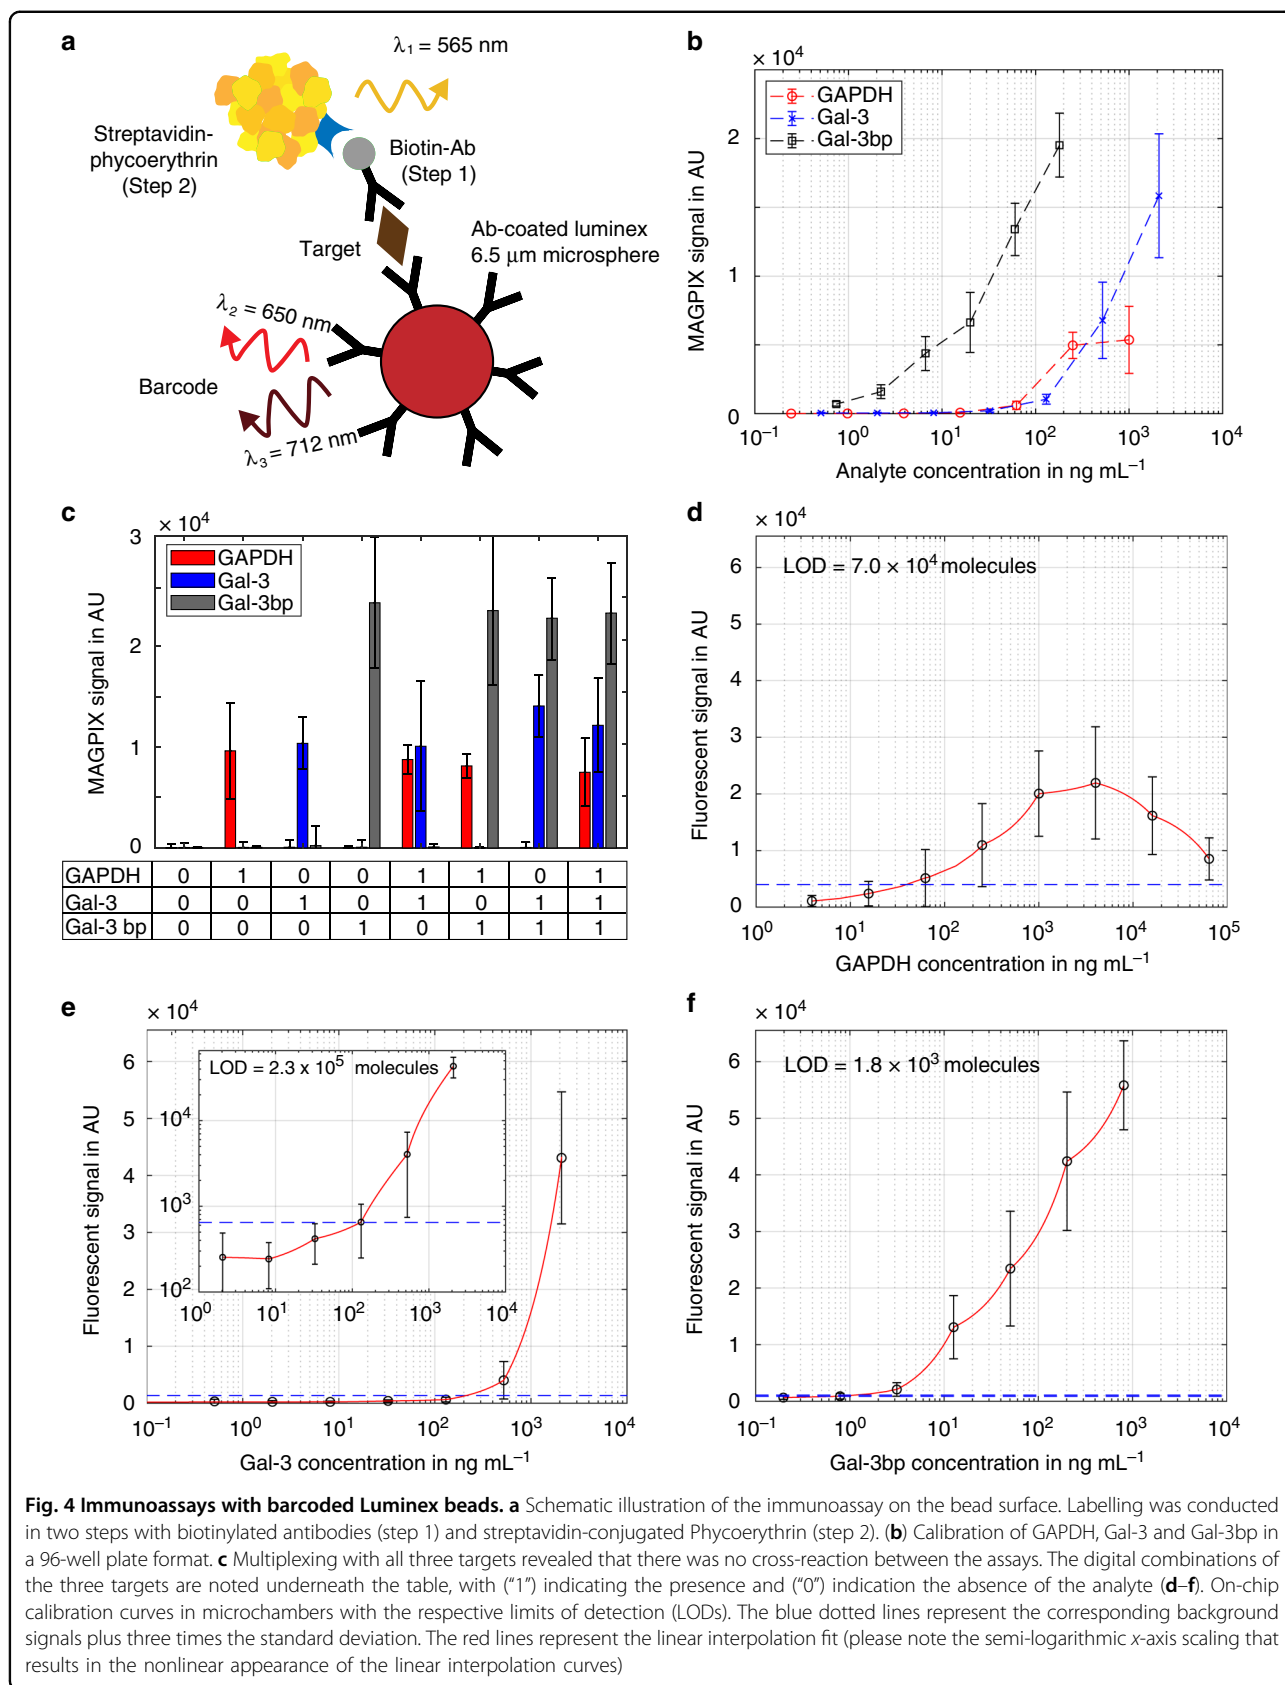 a
λ1 = 565 nm
Streptavidin-
phycoerythrin
(Step 2)
Biotin-Ab
(Step 1)
Target
Ab-coated luminex
6.5 μm microsphere
λ2 = 650 nm
Barcode
λ3 = 712 nm
b
× 10^4
GAPDH
Gal-3
Gal-3bp
2
1
0
MAGPIX signal in AU
10^−1 10^0 10^1 10^2 10^3 10^4
Analyte concentration in ng mL^−1
c
× 10^4
3
2
1
0
MAGPIX signal in AU
GAPDH
Gal-3
Gal-3bp
GAPDH 0 1 0 0 1 1 0 1
Gal-3 0 0 1 0 1 0 1 1
Gal-3 bp 0 0 0 1 0 1 1 1
d
× 10^4
LOD = 7.0 × 10^4 molecules
6
5
4
3
2
1
0
Fluorescent signal in AU
10^0 10^1 10^2 10^3 10^4 10^5
GAPDH concentration in ng mL^−1
e
× 10^4
6
5
4
3
2
1
0
Fluorescent signal in AU
LOD = 2.3 x 10^5 molecules
10^4
10^3
10^2
10^0 10^1 10^2 10^3 10^4
10^−1 10^0 10^1 10^2 10^3 10^4
Gal-3 concentration in ng mL^−1
f
× 10^4
LOD = 1.8 × 10^3 molecules
6
5
4
3
2
1
0
Fluorescent signal in AU
10^−1 10^0 10^1 10^2 10^3 10^4
Gal-3bp concentration in ng mL^−1
Fig. 4 Immunoassays with barcoded Luminex beads. a Schematic illustration of the immunoassay on the bead surface. Labelling was conducted
in two steps with biotinylated antibodies (step 1) and streptavidin-conjugated Phycoerythrin (step 2). (b) Calibration of GAPDH, Gal-3 and Gal-3bp in
a 96-well plate format. c Multiplexing with all three targets revealed that there was no cross-reaction between the assays. The digital combinations of
the three targets are noted underneath the table, with (“1”) indicating the presence and (“0”) indication the absence of the analyte (d–f). On-chip
calibration curves in microchambers with the respective limits of detection (LODs). The blue dotted lines represent the corresponding background
signals plus three times the standard deviation. The red lines represent the linear interpolation fit (please note the semi-logarithmic x-axis scaling that
results in the nonlinear appearance of the linear interpolation curves)